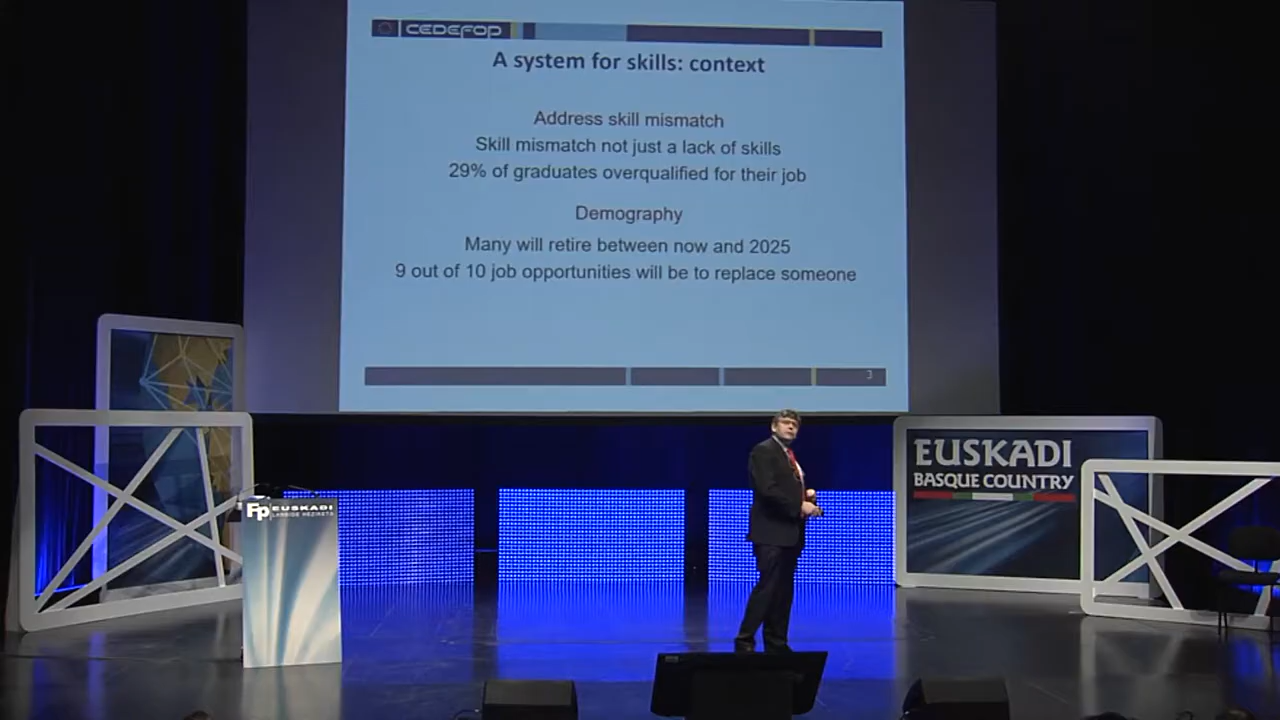 CEDEFOP
A system for skills: context
Address skill mismatch
Skill mismatch not just a lack of skills
29% of graduates overqualified for their job
Demography
Many will retire between now and 2025
9 out of 10 job opportunities will be to replace someone
3
EUSKADI
BASQUE COUNTRY
Fp EUSKADI
LANBIDE HEZIKETA